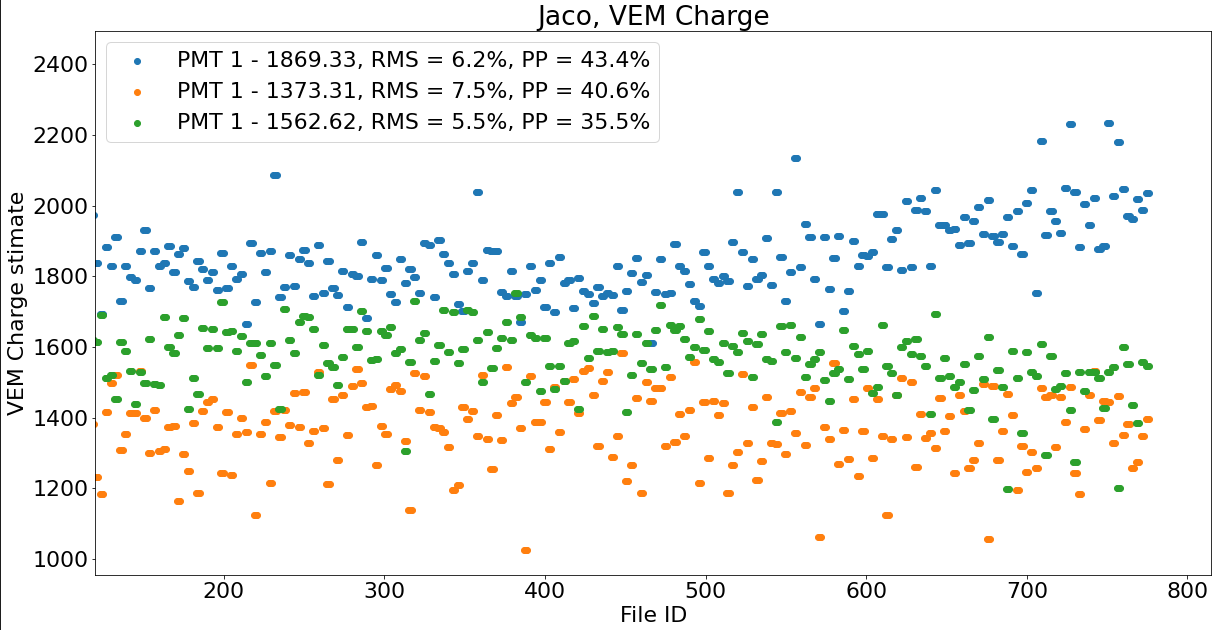 Jaco, VEM Charge
PMT 1 - 1869.33, RMS = 6.2%, PP = 43.4%
PMT 1 - 1373.31, RMS = 7.5%, PP = 40.6%
PMT 1 - 1562.62, RMS = 5.5%, PP = 35.5%
VEM Charge stimate
2400
2200
2000
1800
1600
1400
1200
1000
200 300 400 500 600 700 800
File ID